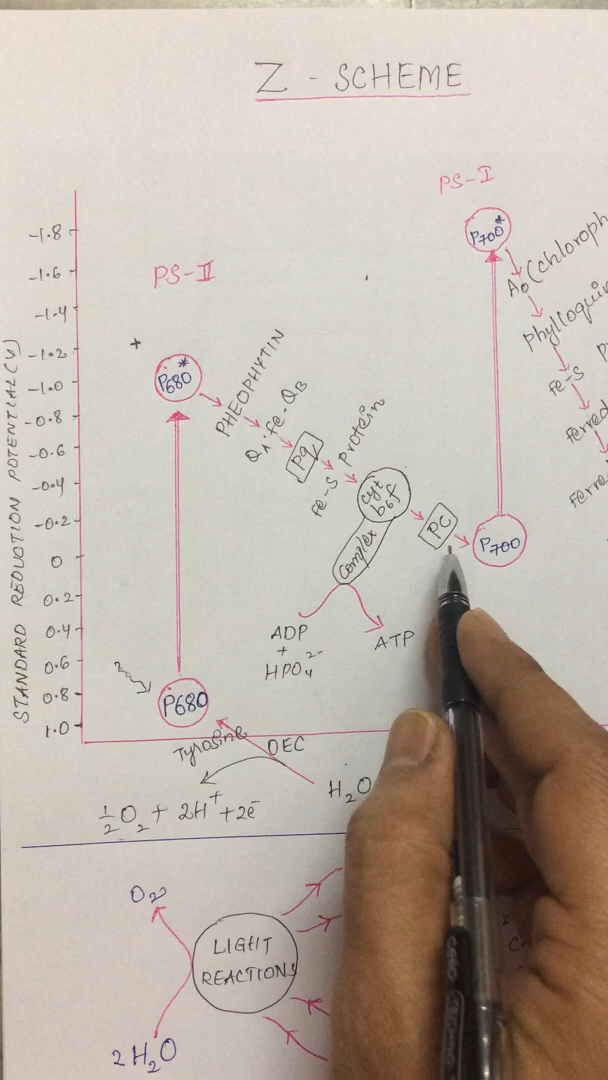 Z - SCHEME
PS-I
PS-II
STANDARD REDUCTION POTENTIAL (V)
-1.8
-1.6
-1.4
-1.2
-1.0
-0.8
-0.6
-0.4
-0.2
0
0.2
0.4
0.6
0.8
1.0
+
P680*
PHEOPHYTIN
QA·Fe-QB
PQ
Fe-S Protein
Cyt b6f
Complex
PC
P700
P700*
A0 (Chloroph
Phylloquin
Fe-S
Ferred
Ferre
ADP
+
HPO4 2-
ATP
P680
Tyrosine
OEC
H2O
1/2 O2 + 2H+ + 2e-
O2
LIGHT
REACTIONS
2H2O